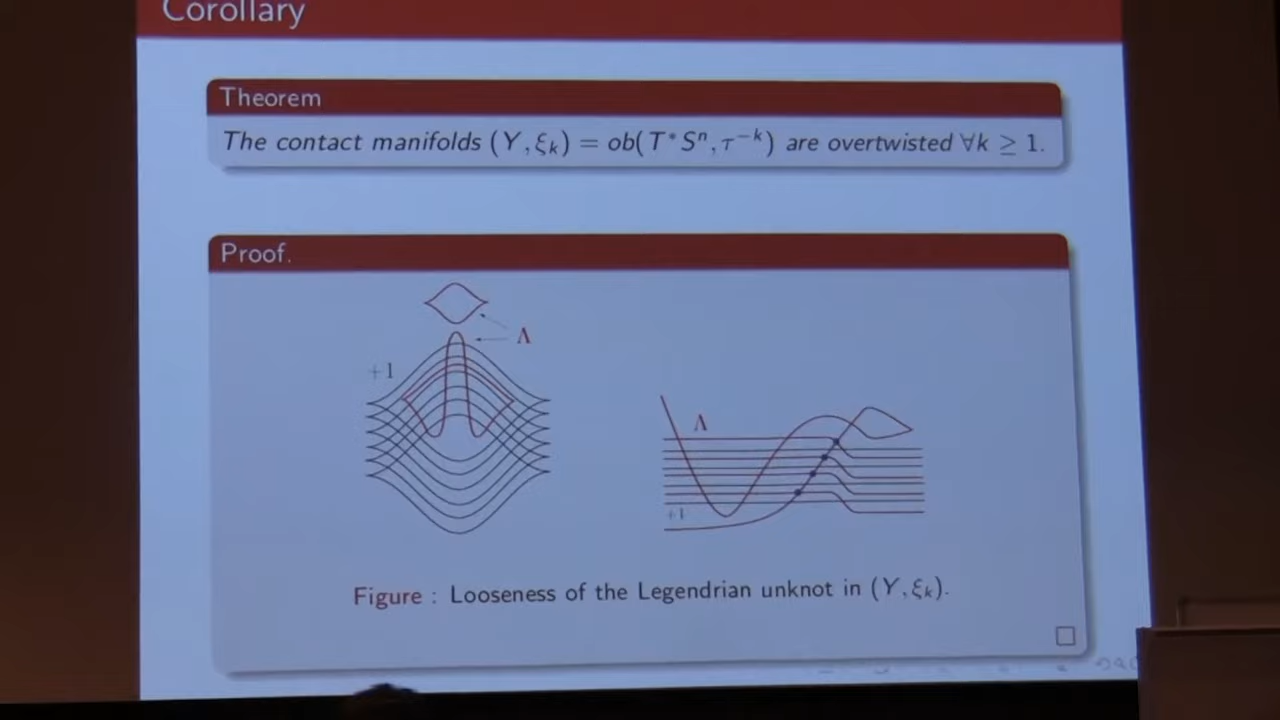 Corollary
Theorem
The contact manifolds (Y, ξₖ) = ob(T*Sⁿ, τ⁻ᵏ) are overtwisted ∀k ≥ 1.
Proof.
Λ
+1
Λ
+1
Figure : Looseness of the Legendrian unknot in (Y, ξₖ).